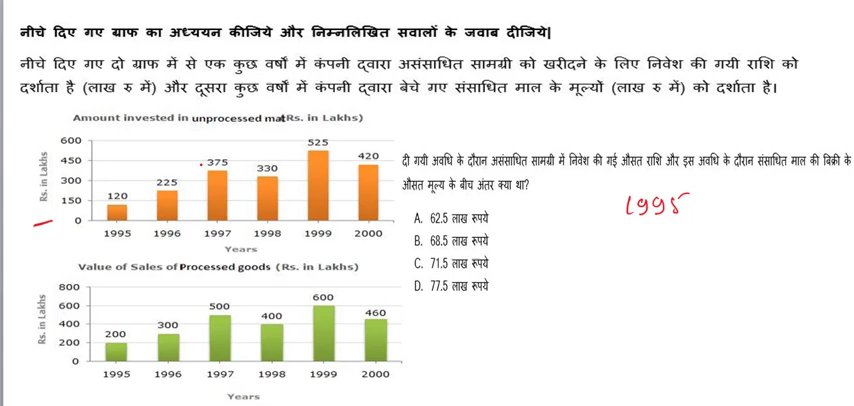 नीचे दिए गए ग्राफ का अध्ययन कीजिये और निम्नलिखित सवालों के जवाब दीजिये|
नीचे दिए गए दो ग्राफ में से एक कुछ वर्षों में कंपनी द्वारा असंसाधित सामग्री को खरीदने के लिए निवेश की गयी राशि को
दर्शाता है (लाख रु में) और दूसरा कुछ वर्षों में कंपनी द्वारा बेचे गए संसाधित माल के मूल्यों (लाख रु में) को दर्शाता है।
Amount invested in unprocessed mat(Rs. in Lakhs)
Rs. in Lakhs
600
450
300
150
0
120
225
375
330
525
420
1995 1996 1997 1998 1999 2000
Years
दी गयी अवधि के दौरान असंसाधित सामग्री में निवेश की गई औसत राशि और इस अवधि के दौरान संसाधित माल की बिक्री के
औसत मूल्य के बीच अंतर क्या था?
1995
A. 62.5 लाख रुपये
B. 68.5 लाख रुपये
C. 71.5 लाख रुपये
D. 77.5 लाख रुपये
Value of Sales of Processed goods (Rs. in Lakhs)
Rs. in Lakhs
800
600
400
200
0
200
300
500
400
600
460
1995 1996 1997 1998 1999 2000
Years